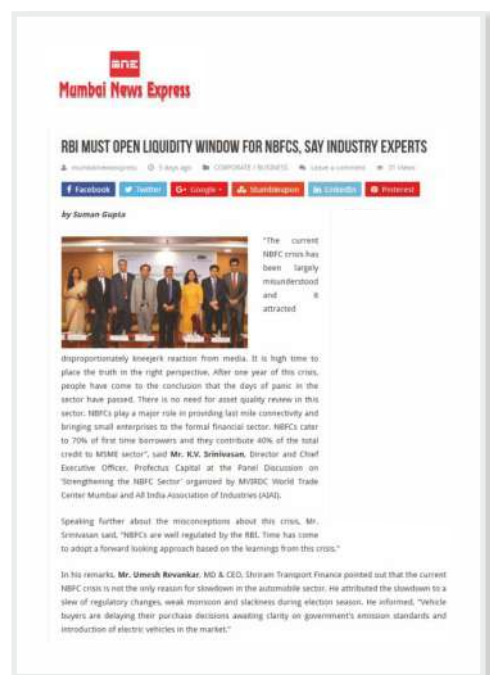 mne
Mumbai News Express
RBI MUST OPEN LIQUIDITY WINDOW FOR NBFCS, SAY INDUSTRY EXPERTS
mumbainewsexpress 5 days ago CORPORATE / BUSINESS Leave a comment 31 Views
Facebook Twitter Google + Stumbleupon LinkedIn Pinterest
by Suman Gupta
"The current
NBFC crisis has
been largely
misunderstood
and it
attracted
disproportionately kneejerk reaction from media. It is high time to
place the truth in the right perspective. After one year of this crisis,
people have come to the conclusion that the days of panic in the
sector have passed. There is no need for asset quality review in this
sector. NBFCs play a major role in providing last mile connectivity and
bringing small enterprises to the formal financial sector. NBFCs cater
to 70% of first time borrowers and they contribute 40% of the total
credit to MSME sector", said Mr. K.V. Srinivasan, Director and Chief
Executive Officer, Profectus Capital at the Panel Discussion on
'Strengthening the NBFC Sector' organized by MVIRDC World Trade
Center Mumbai and All India Association of Industries (AIAI).
Speaking further about the misconceptions about this crisis, Mr.
Srinivasan said, "NBFCs are well regulated by the RBI. Time has come
to adopt a forward looking approach based on the learnings from this crisis."
In his remarks, Mr. Umesh Revankar, MD & CEO, Shriram Transport Finance pointed out that the current
NBFC crisis is not the only reason for slowdown in the automobile sector. He attributed the slowdown to a
slew of regulatory changes, weak monsoon and slackness during election season. He informed, "Vehicle
buyers are delaying their purchase decisions awaiting clarity on government's emission standards and
introduction of electric vehicles in the market."